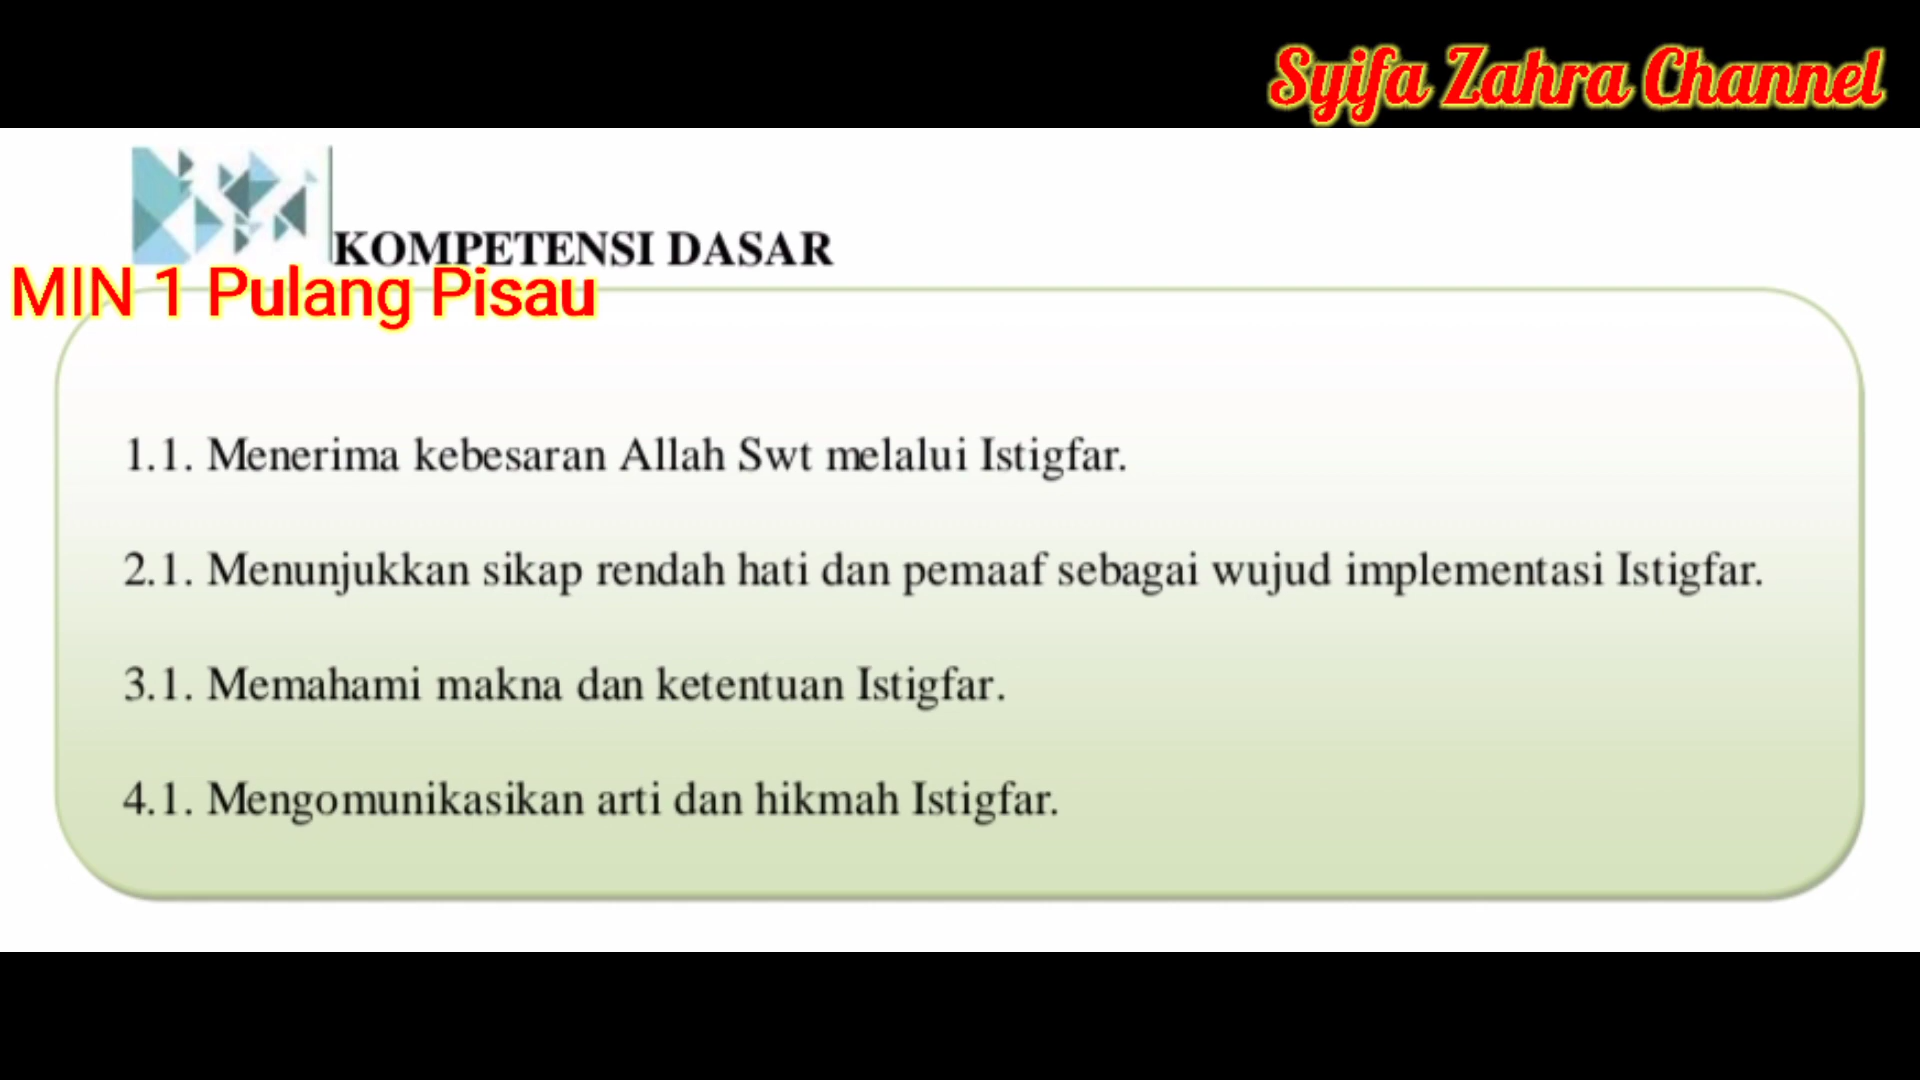 Syifa Zahra Channel
KOMPETENSI DASAR
MIN 1 Pulang Pisau
1.1. Menerima kebesaran Allah Swt melalui Istigfar.
2.1. Menunjukkan sikap rendah hati dan pemaaf sebagai wujud implementasi Istigfar.
3.1. Memahami makna dan ketentuan Istigfar.
4.1. Mengomunikasikan arti dan hikmah Istigfar.